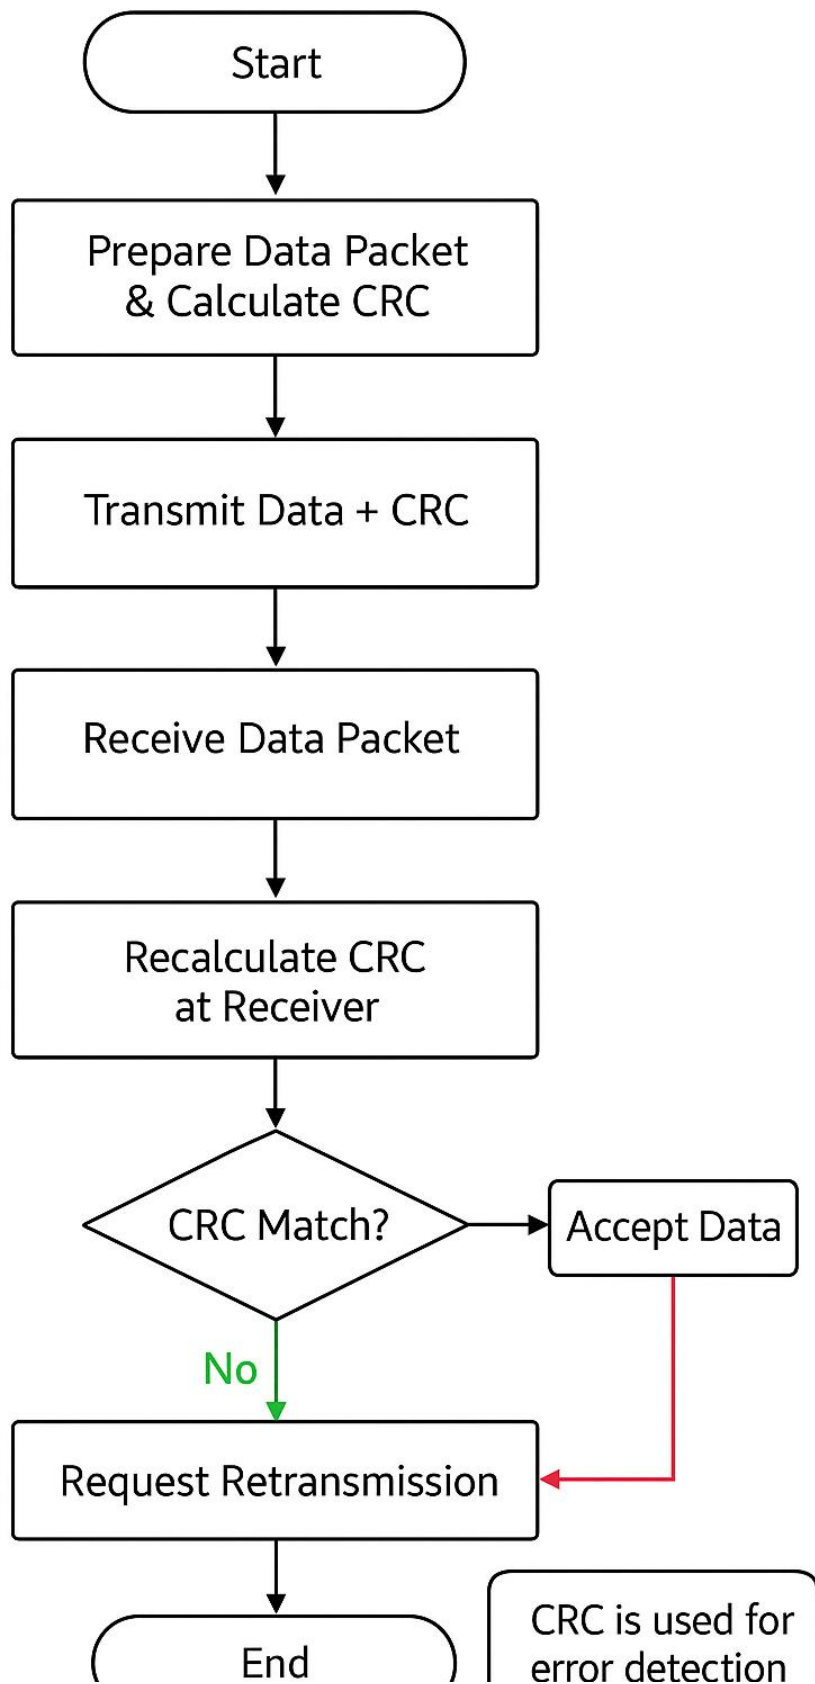 Start
Prepare Data Packet
& Calculate CRC
Transmit Data + CRC
Receive Data Packet
Recalculate CRC
at Receiver
CRC Match?
Accept Data
No
Request Retransmission
End
CRC is used for
error detection